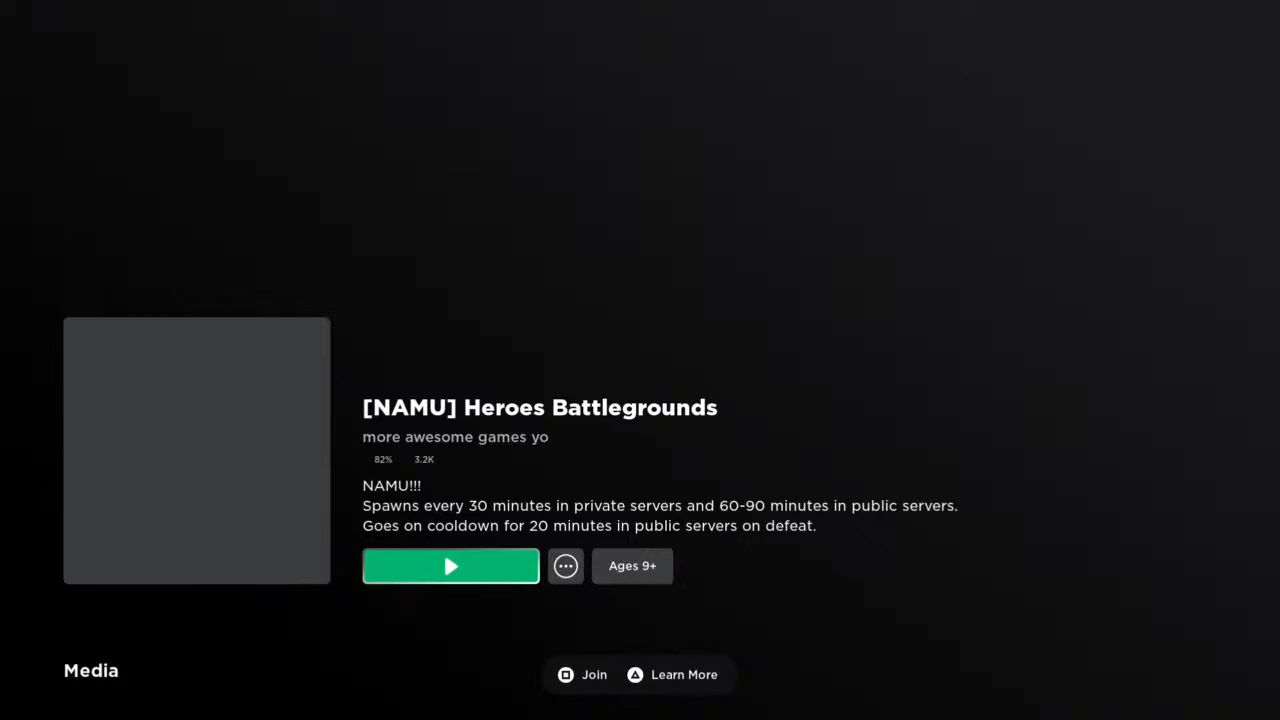 [NAMU] Heroes Battlegrounds
more awesome games yo
82% 3.2K
NAMU!!!
Spawns every 30 minutes in private servers and 60-90 minutes in public servers.
Goes on cooldown for 20 minutes in public servers on defeat.
Ages 9+
Media
Join Learn More